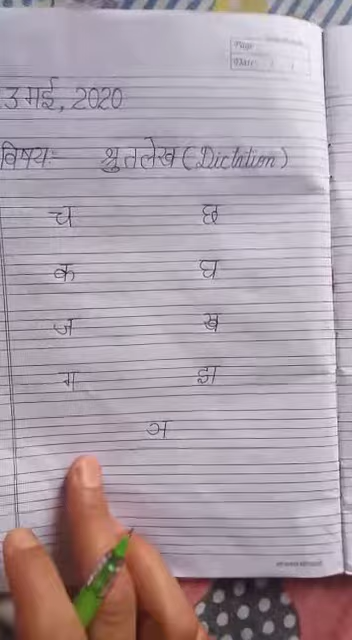 Page
Date: / /
3 मई, 2020
विषय:- श्रुतलेख (Dictation)
च छ
क घ
ज ख
ग झ
ञ